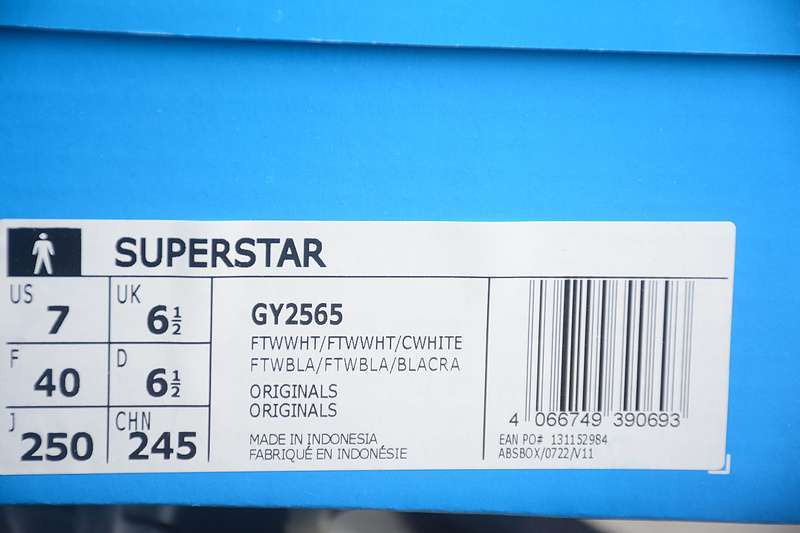 SUPERSTAR
US 7 UK 6½
F 40 D 6½
J 250 CHN 245
GY2565
FTWWHT/FTWWHT/CWHITE
FTWBLA/FTWBLA/BLACRA
ORIGINALS
ORIGINALS
MADE IN INDONESIA
FABRIQUÉ EN INDONÉSIE
4 066749 390693
EAN PO# 131152984
ABSBOX/0722/V11